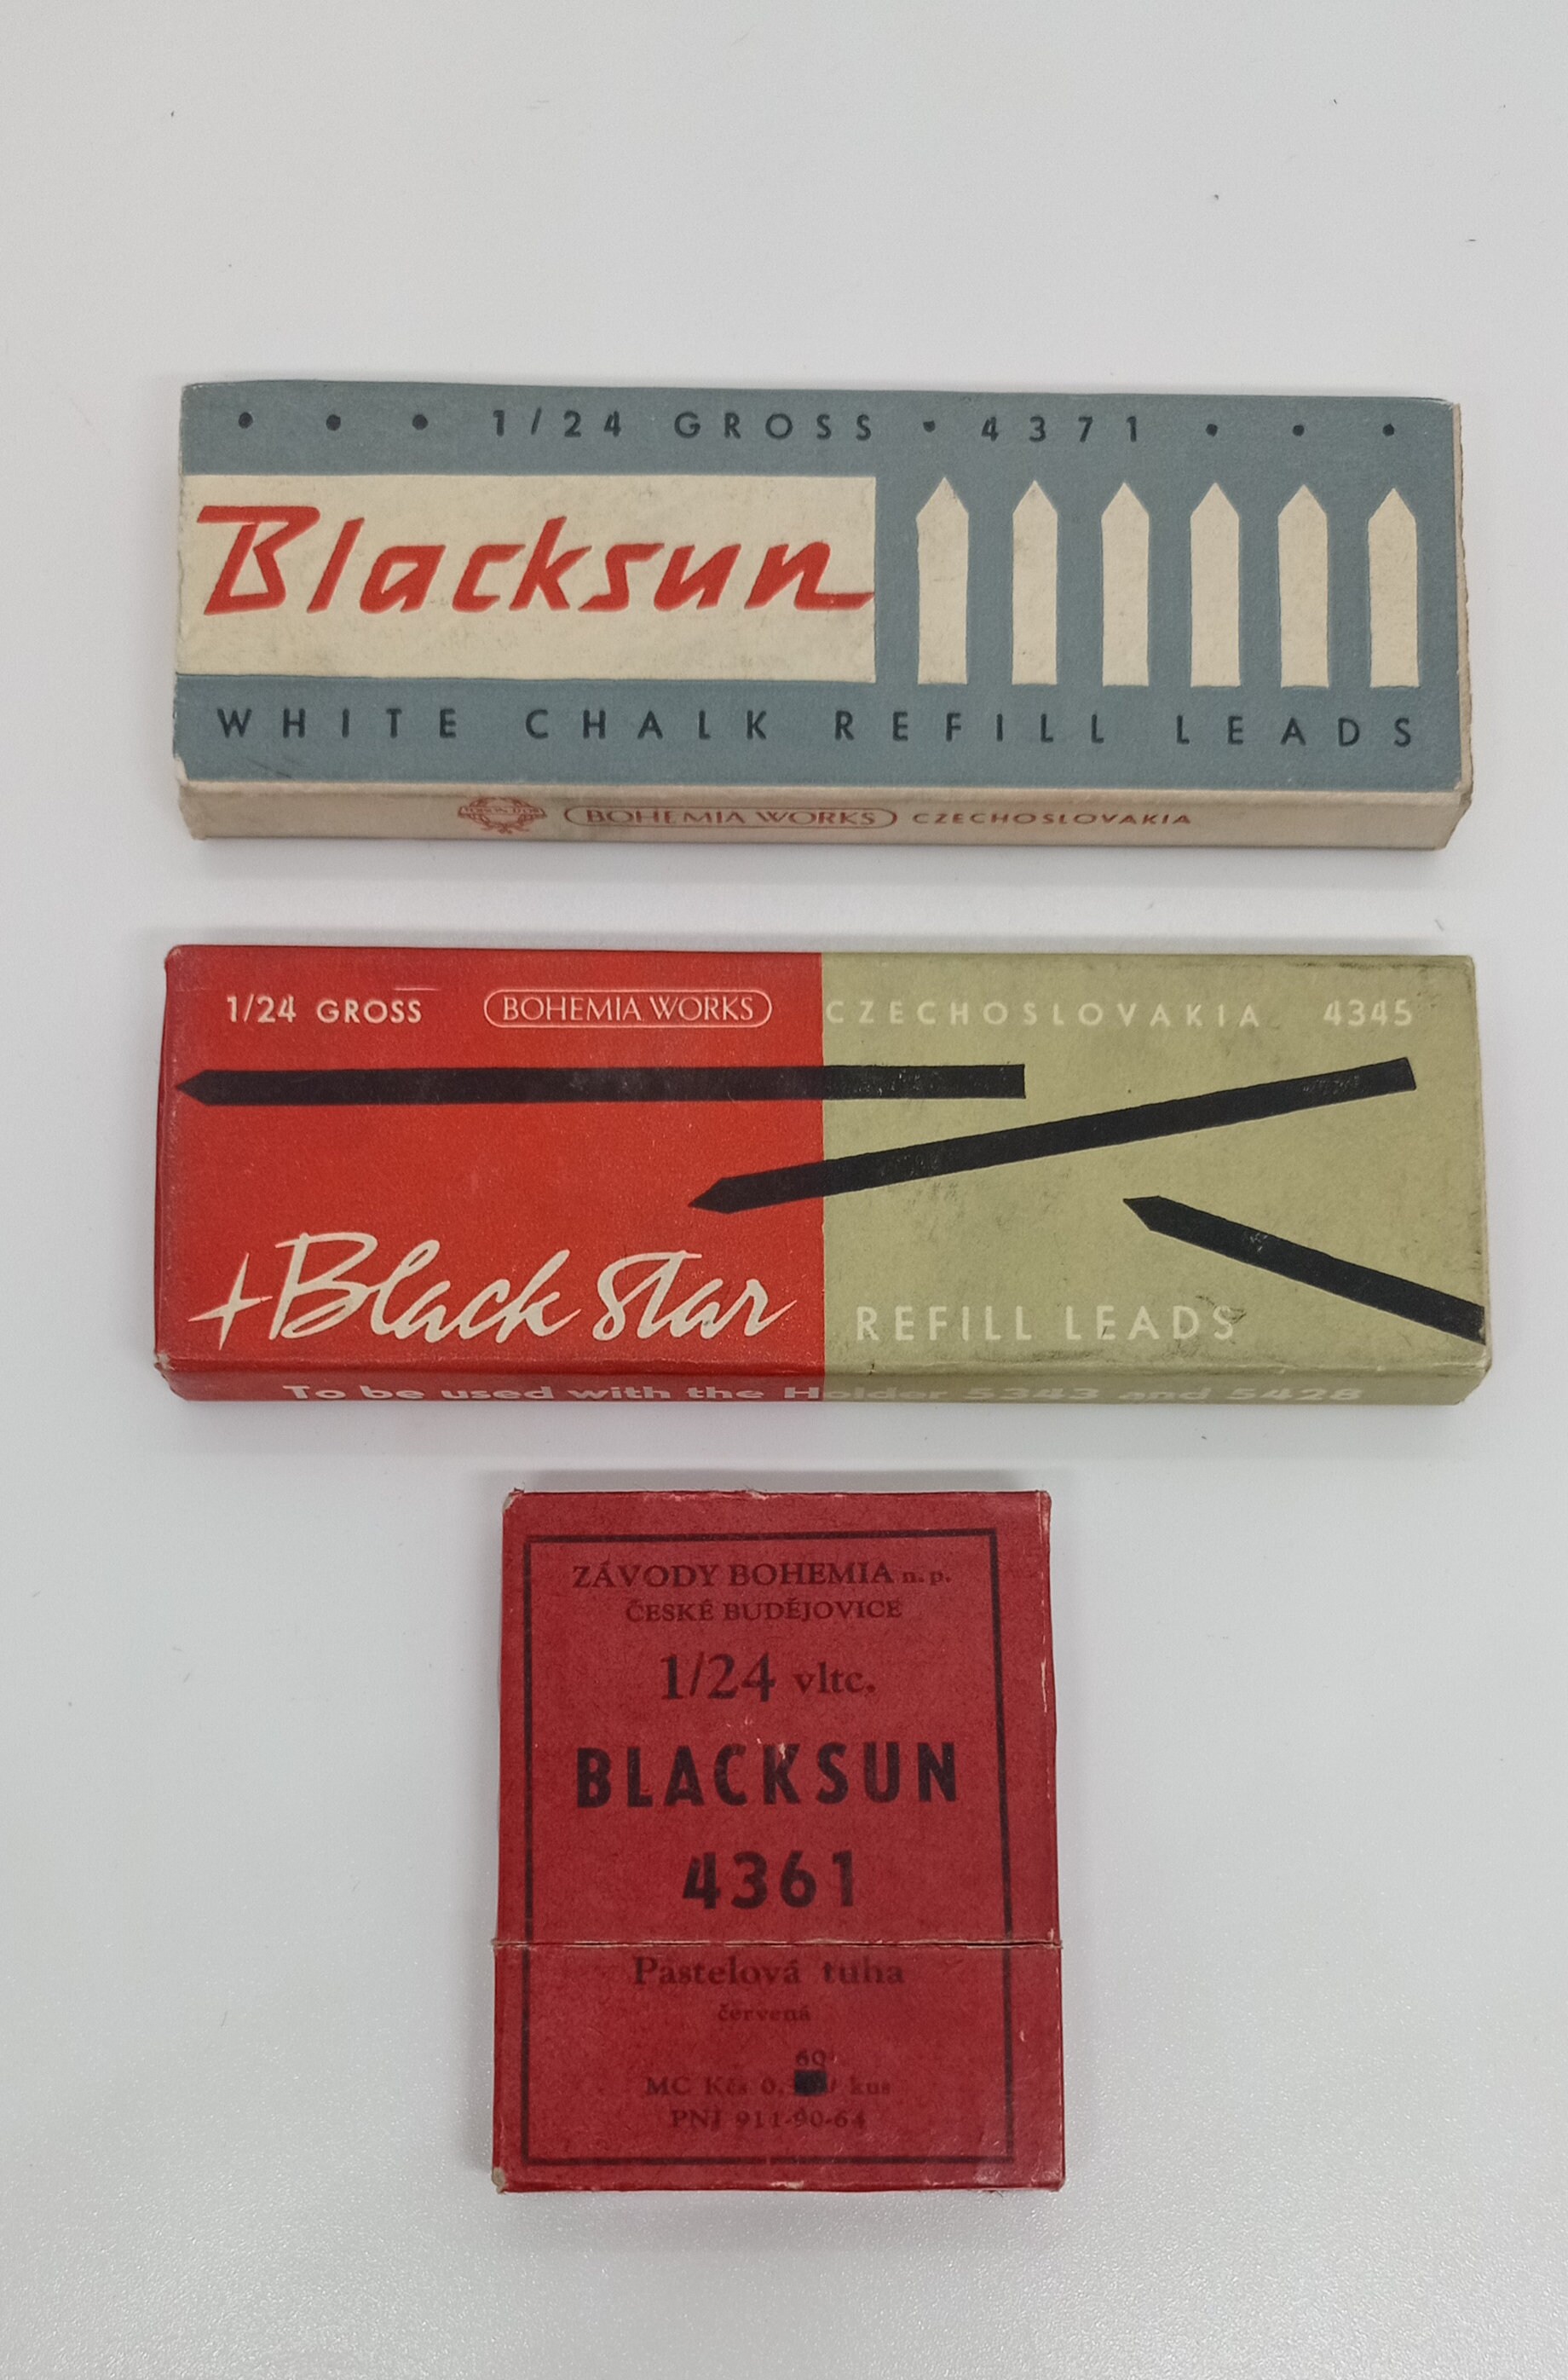 • • • 1/24 GROSS • 4371 • • •
Blacksun
WHITE CHALK REFILL LEADS
BOHEMIA WORKS CZECHOSLOVAKIA
1/24 GROSS BOHEMIA WORKS CZECHOSLOVAKIA 4345
Black Star REFILL LEADS
To be used with the Holder 5343 and 5428
ZÁVODY BOHEMIA n. p.
ČESKÉ BUDĚJOVICE
1/24 vltc.
BLACKSUN
4361
Pastelová tuha
červená
60
MC Kčs 0, / kus
PNJ 911-90-64